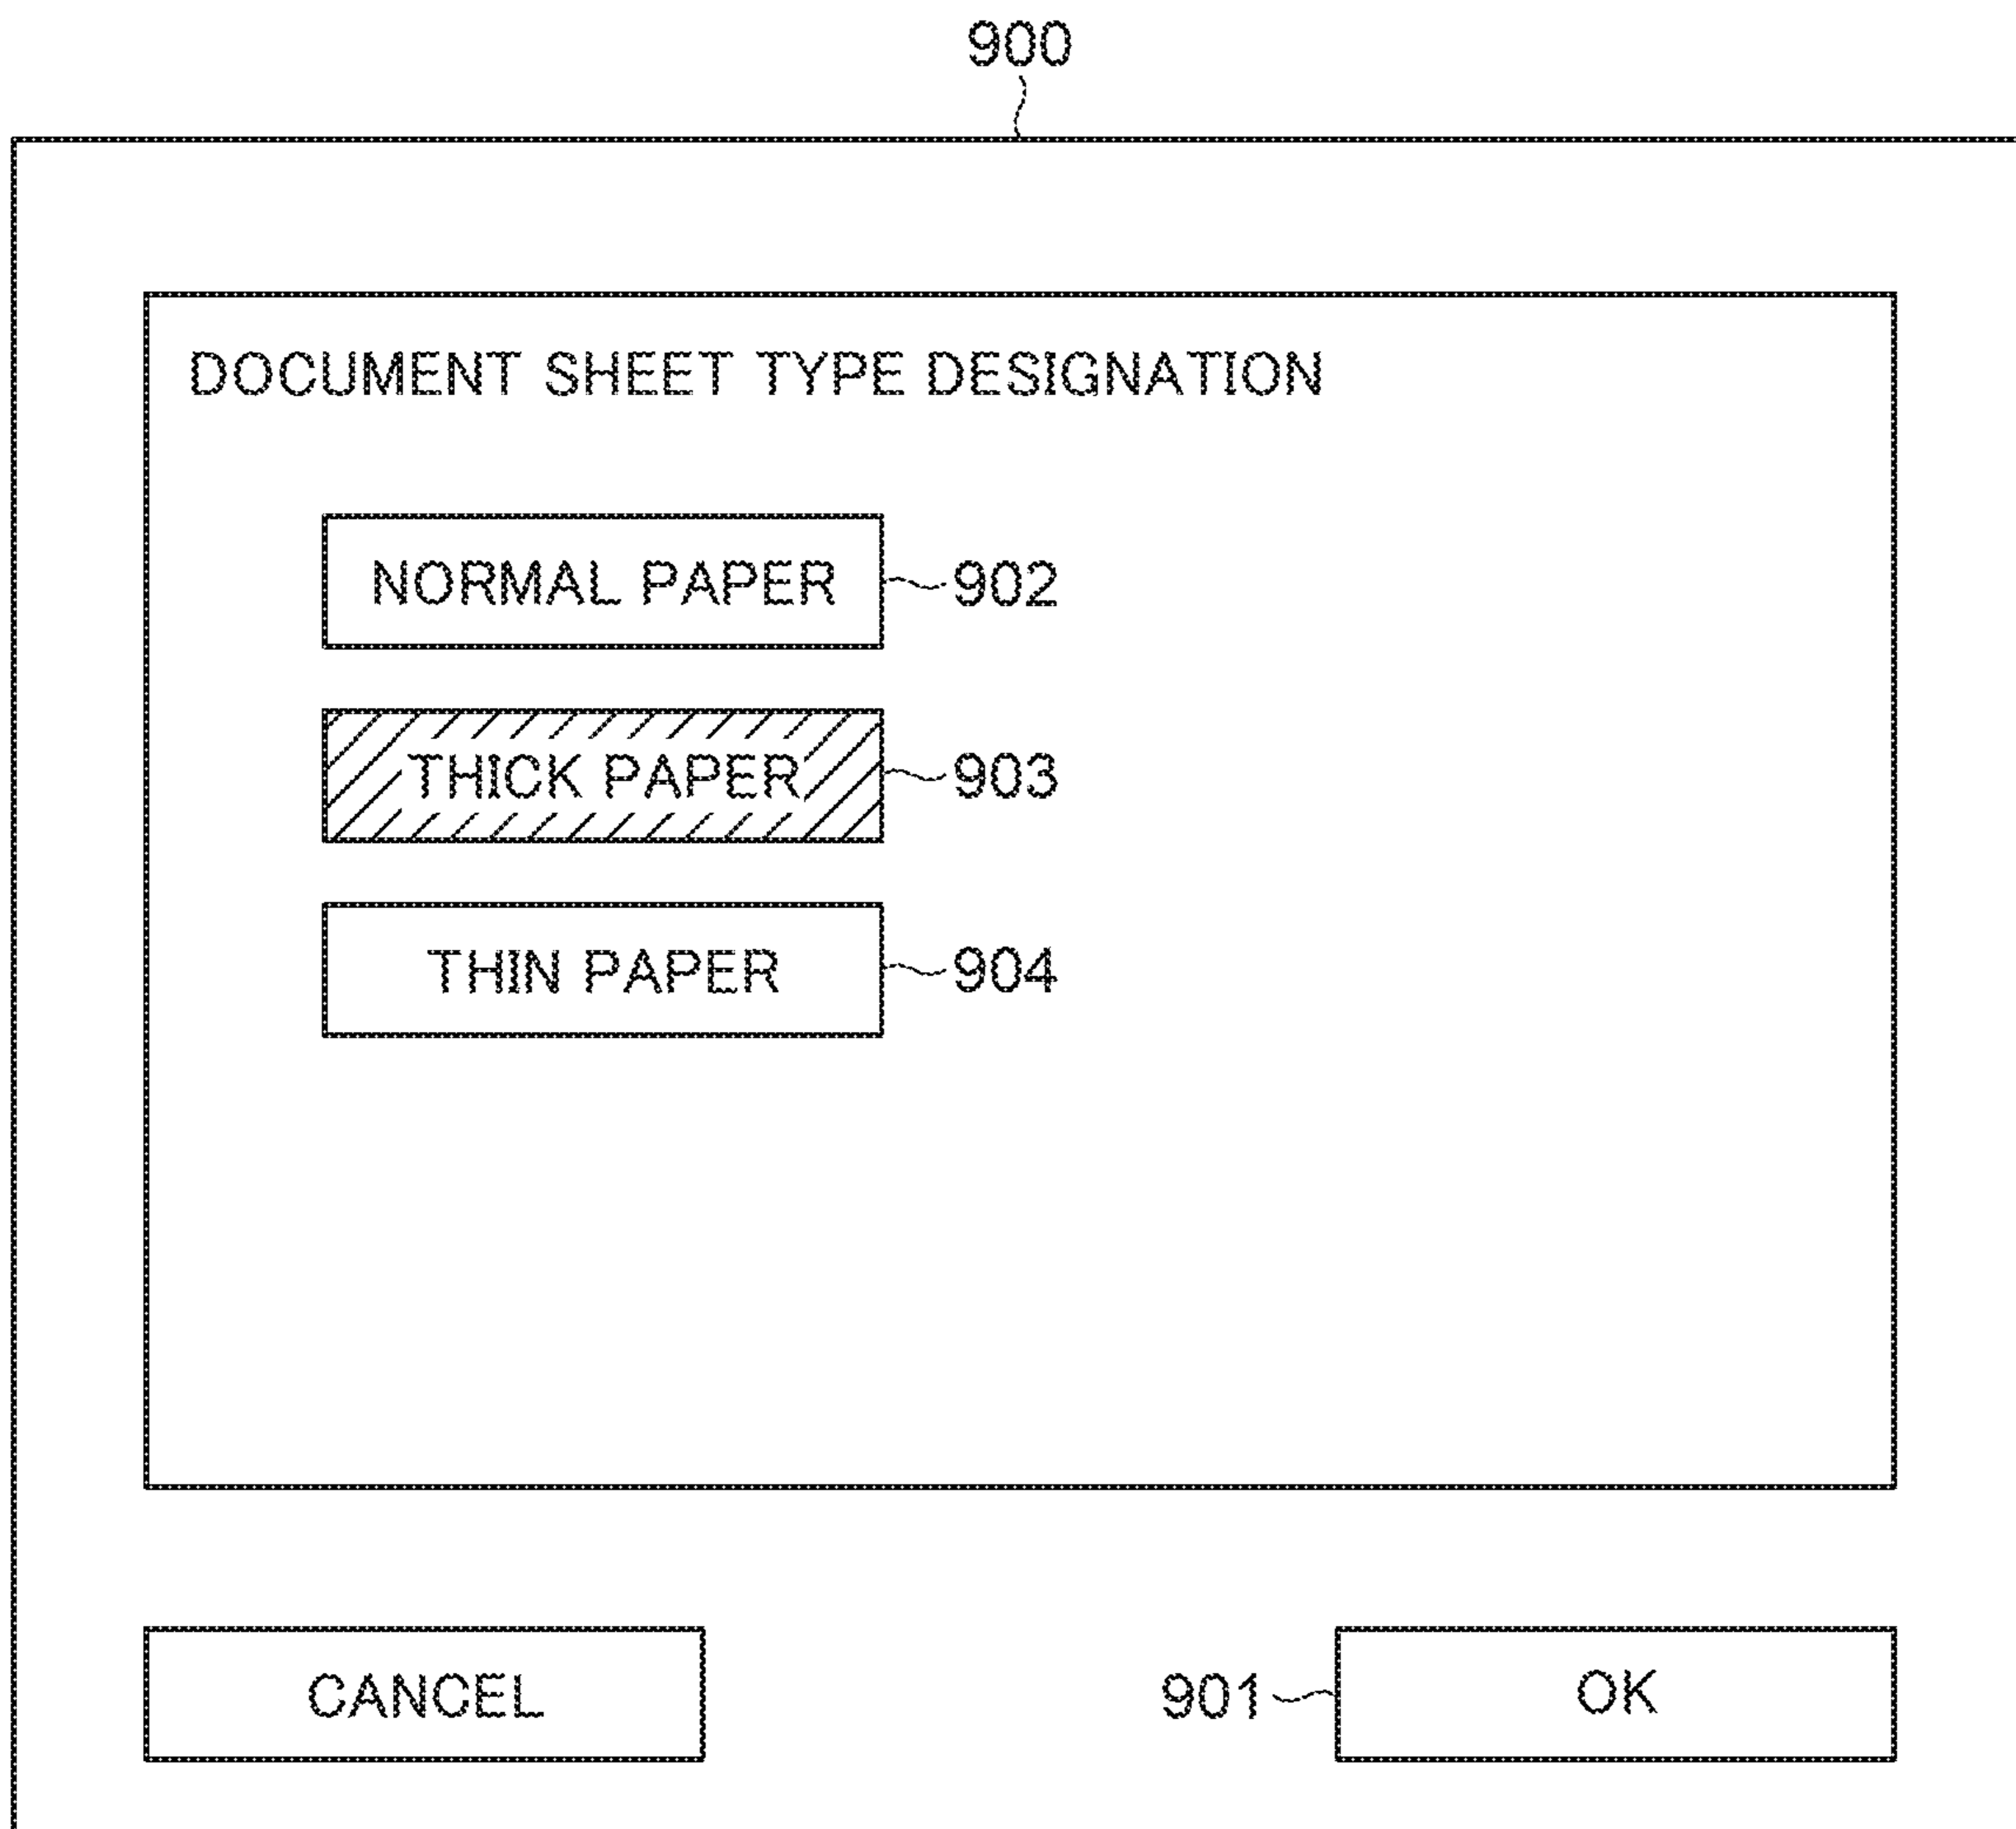 900
DOCUMENT SHEET TYPE DESIGNATION
NORMAL PAPER 902
THICK PAPER 903
THIN PAPER 904
CANCEL 901 OK